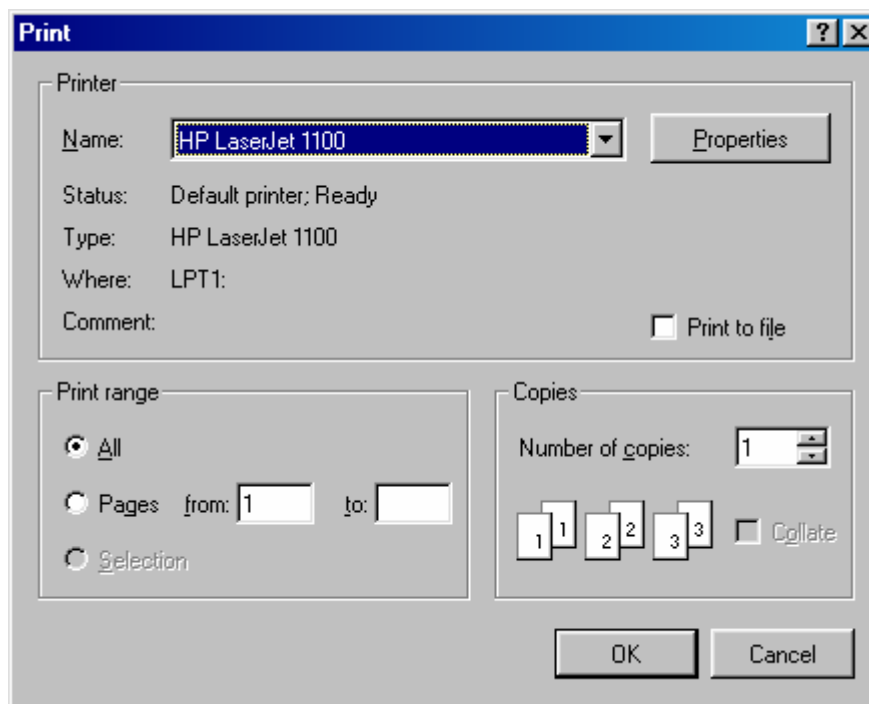 Print
Printer
Name: HP LaserJet 1100 Properties
Status: Default printer; Ready
Type: HP LaserJet 1100
Where: LPT1:
Comment: Print to file
Print range
All
Pages from: 1 to:
Selection
Copies
Number of copies: 1
1 1 2 2 3 3 Collate
OK Cancel